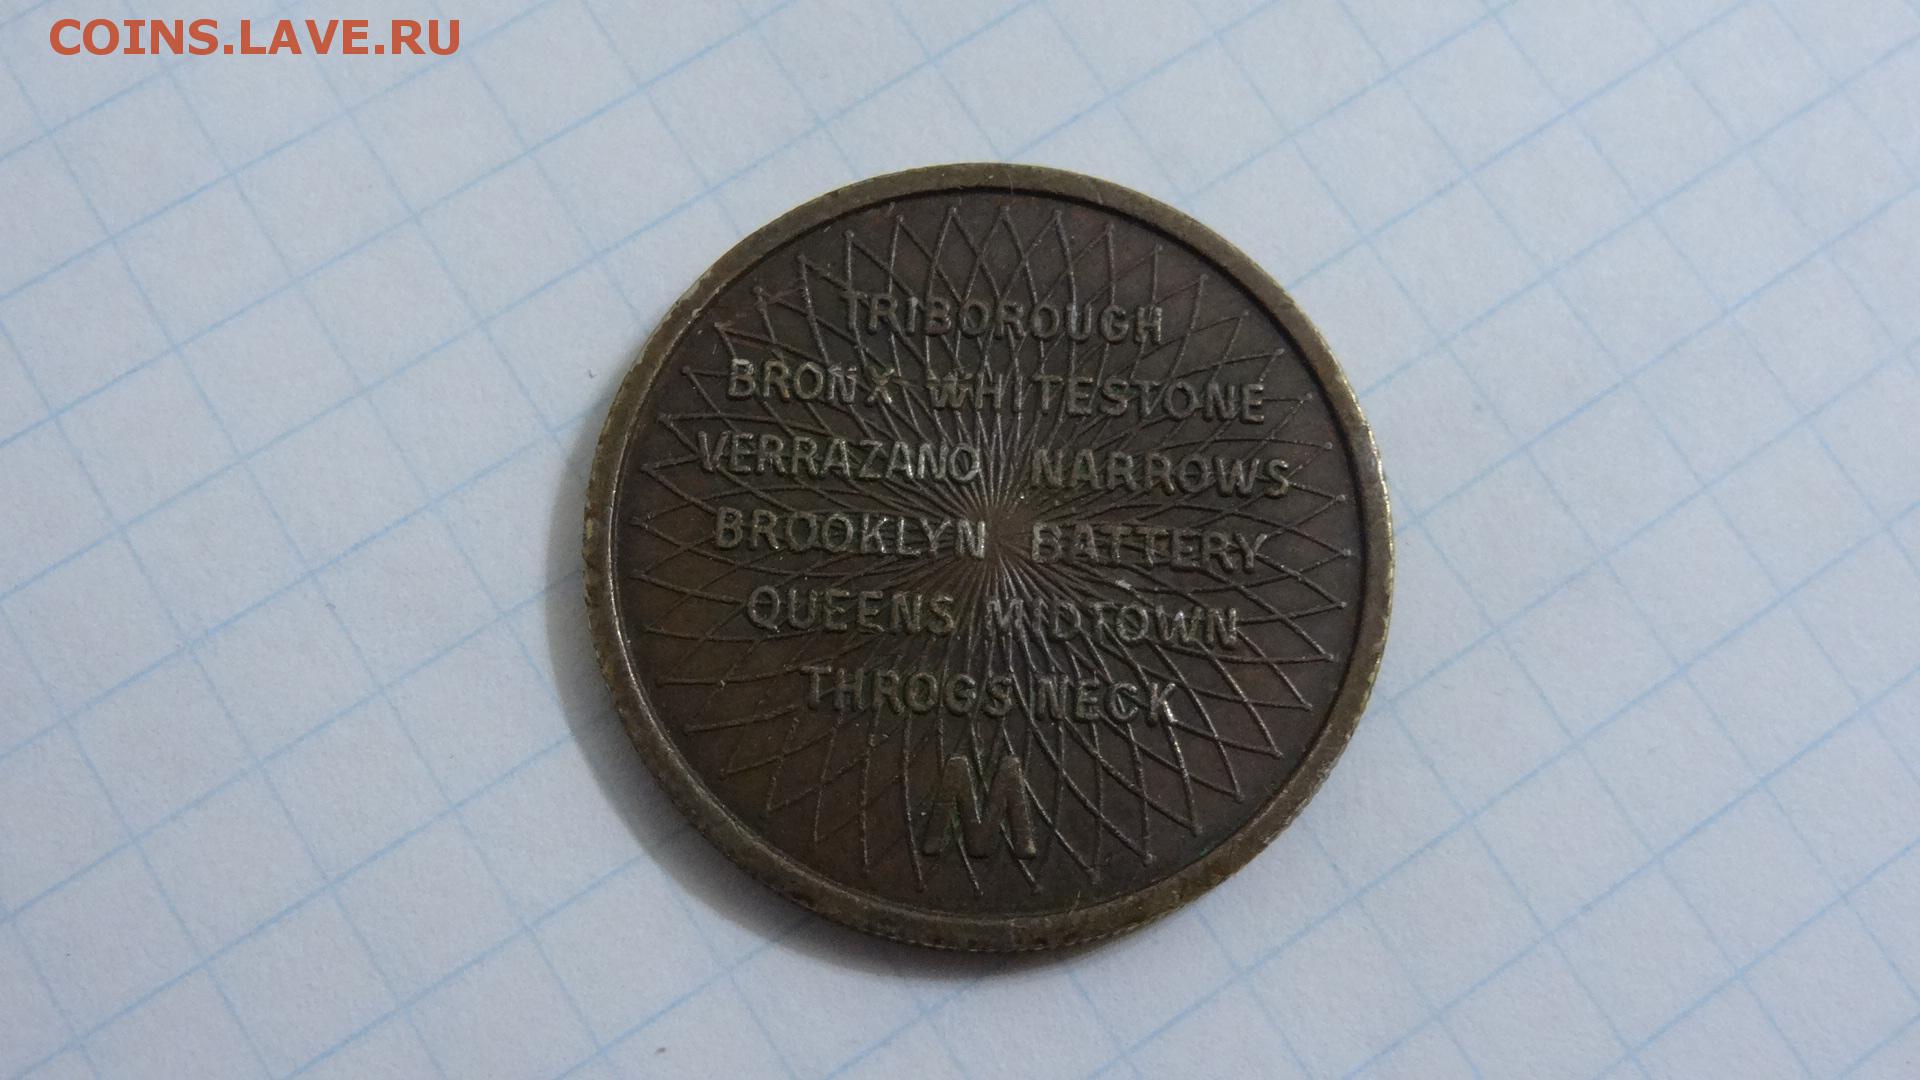 COINS.LAVE.RU
TRIBOROUGH
BRONX WHITESTONE
VERRAZANO NARROWS
BROOKLYN BATTERY
QUEENS MIDTOWN
THROGS NECK
M